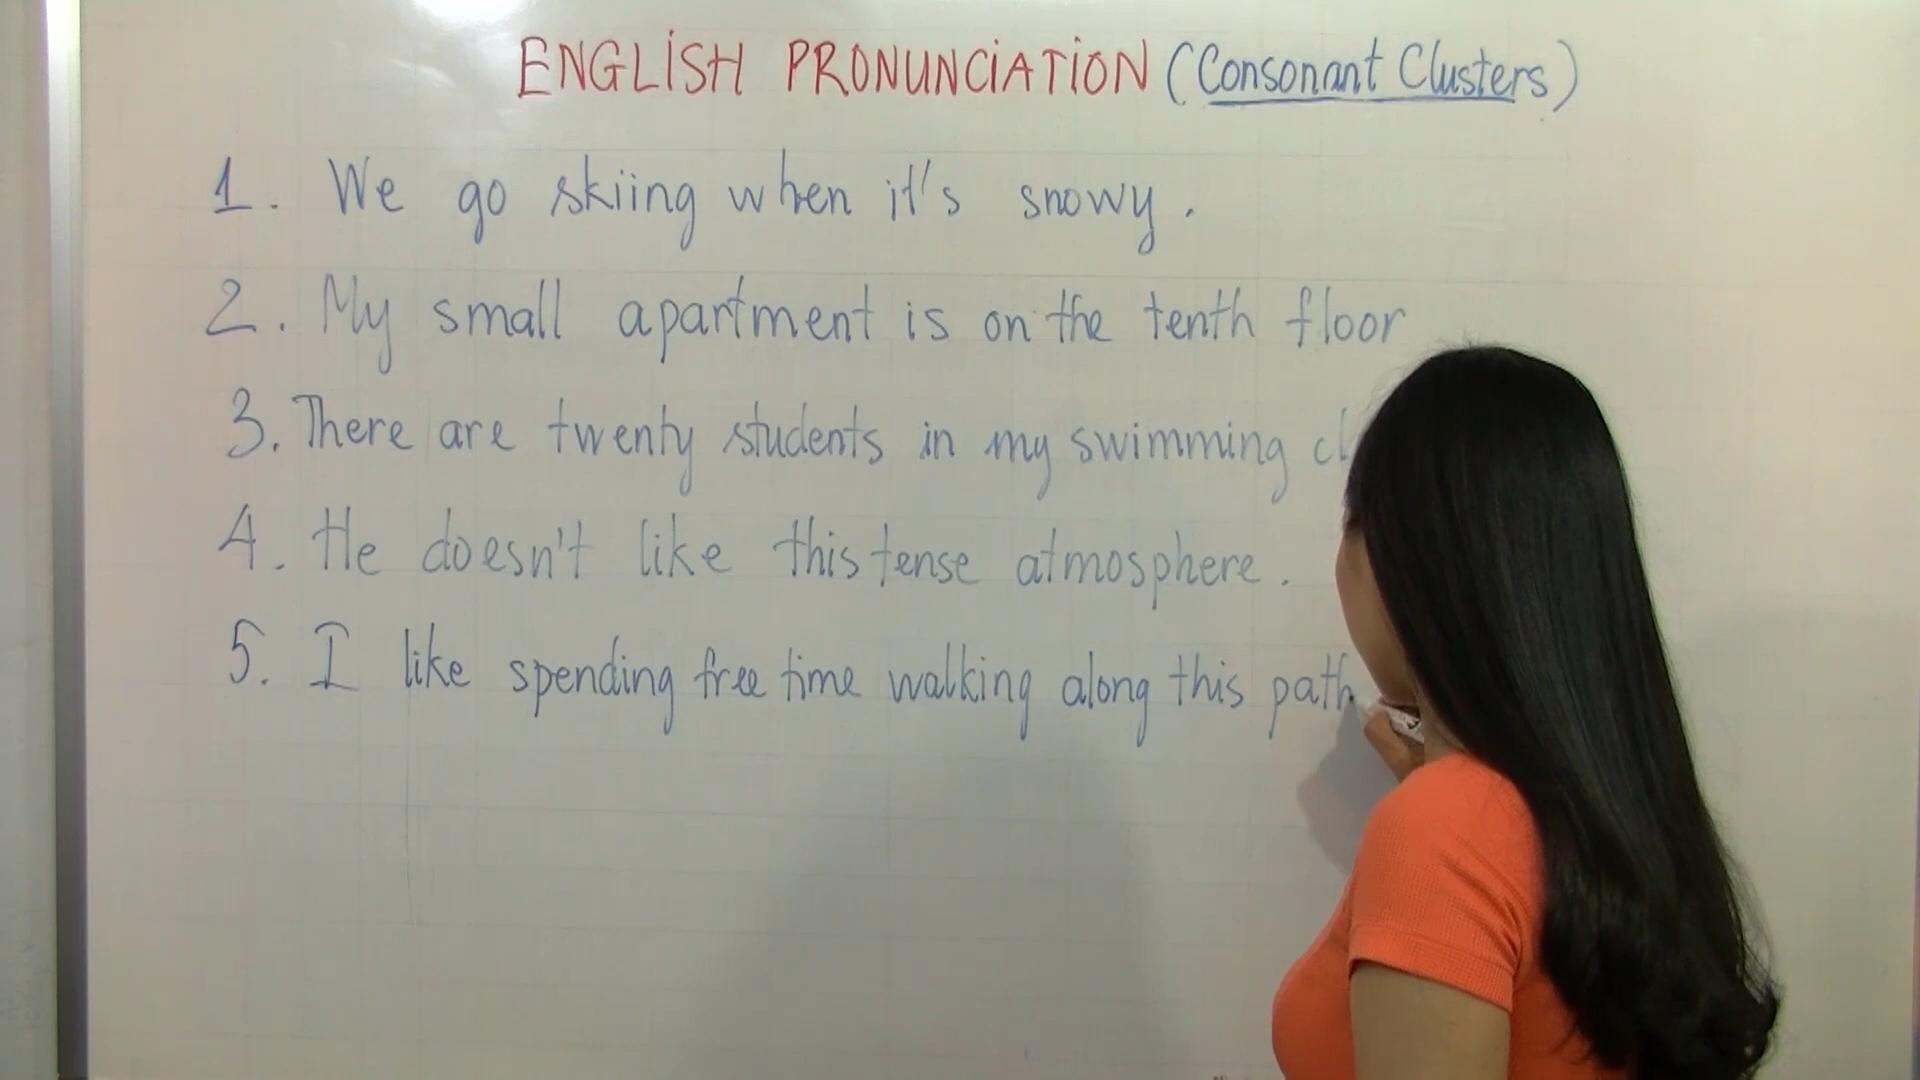 ENGLISH PRONUNCIATION (Consonant Clusters)
1. We go skiing when it's snowy.
2. My small apartment is on the tenth floor
3. There are twenty students in my swimming
4. He doesn't like this tense atmosphere.
5. I like spending free time walking along this path